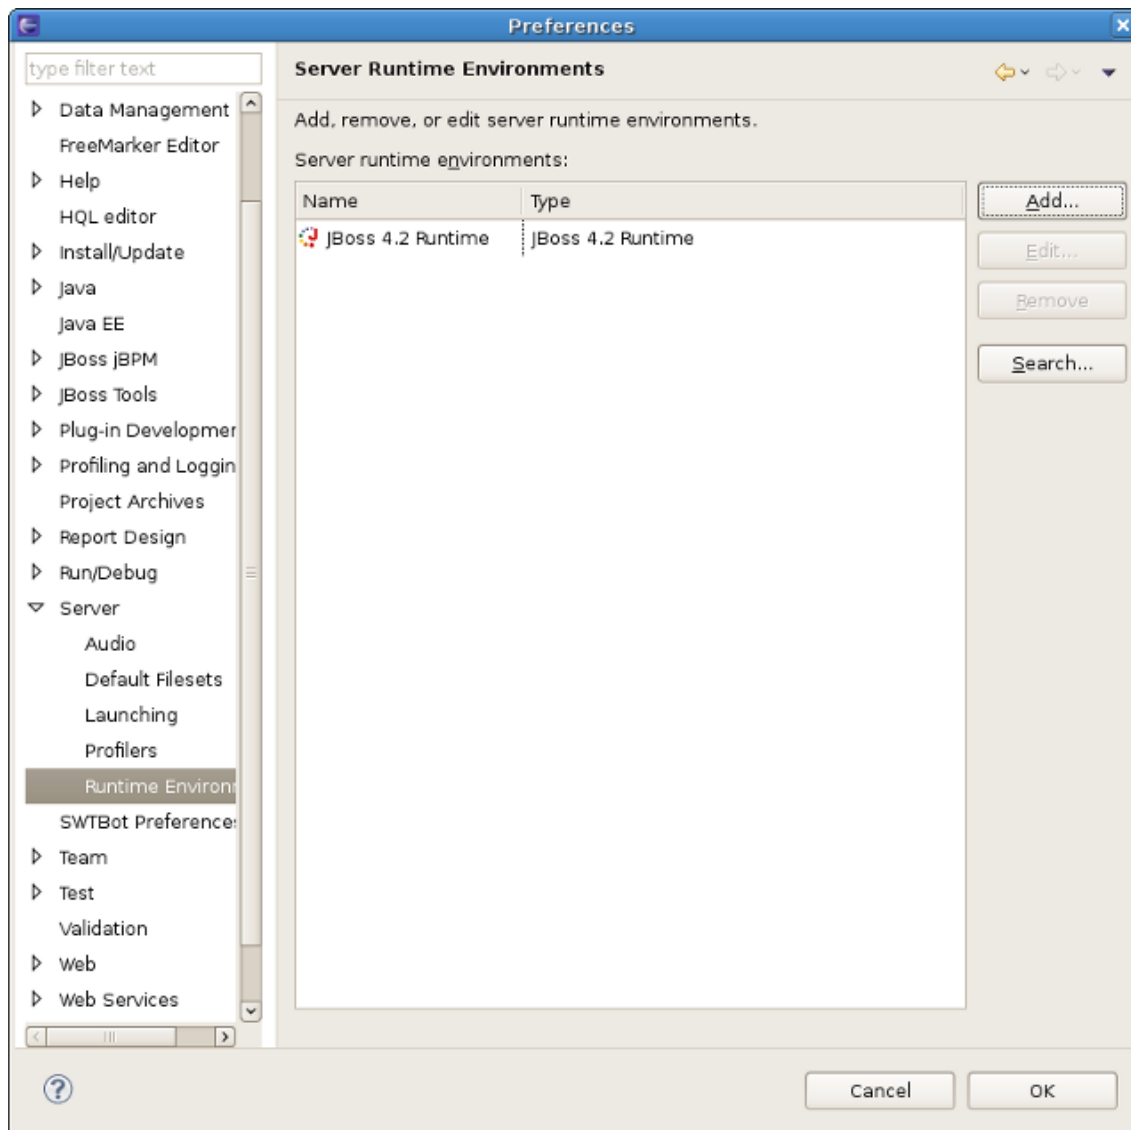 Preferences
type filter text
Data Management
FreeMarker Editor
Help
HQL editor
Install/Update
Java
Java EE
JBoss jBPM
JBoss Tools
Plug-in Developmen
Profiling and Loggin
Project Archives
Report Design
Run/Debug
Server
Audio
Default Filesets
Launching
Profilers
Runtime Environ
SWTBot Preference
Team
Test
Validation
Web
Web Services
Server Runtime Environments
Add, remove, or edit server runtime environments.
Server runtime environments:
Name Type
JBoss 4.2 Runtime JBoss 4.2 Runtime
Add...
Edit...
Remove
Search...
Cancel OK